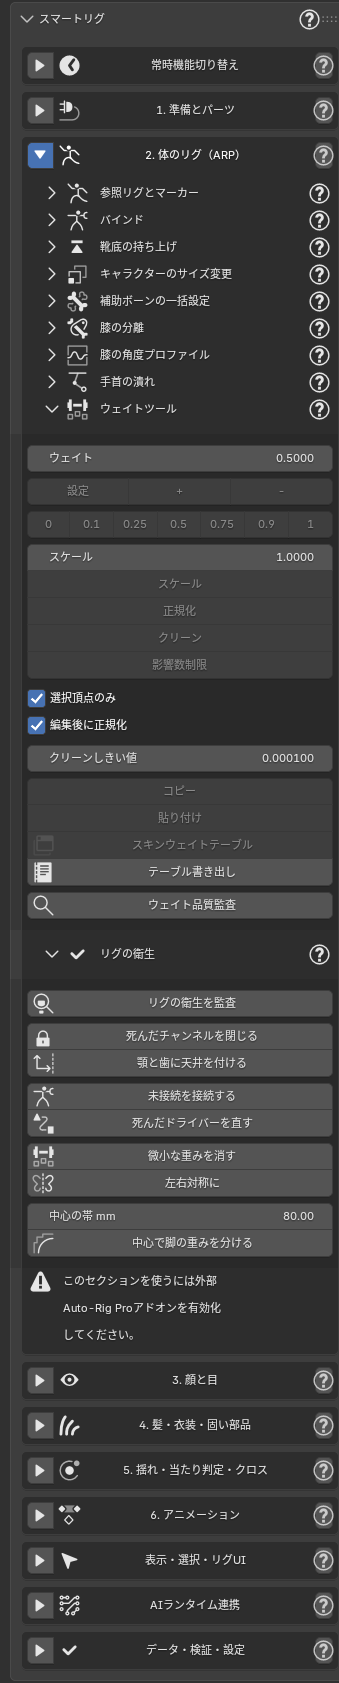 スマートリグ
常時機能切り替え
1. 準備とパーツ
2. 体のリグ（ARP）
参照リグとマーカー
バインド
靴底の持ち上げ
キャラクターのサイズ変更
補助ボーンの一括設定
膝の分離
膝の角度プロファイル
手首の潰れ
ウェイトツール
ウェイト 0.5000
設定 + -
0 0.1 0.25 0.5 0.75 0.9 1
スケール 1.0000
スケール
正規化
クリーン
影響数制限
選択頂点のみ
編集後に正規化
クリーンしきい値 0.000100
コピー
貼り付け
スキンウェイトテーブル
テーブル書き出し
ウェイト品質監査
リグの衛生
リグの衛生を監査
死んだチャンネルを閉じる
顎と歯に天井を付ける
未接続を接続する
死んだドライバーを直す
微小な重みを消す
左右対称に
中心の帯 mm 80.00
中心で脚の重みを分ける
このセクションを使うには外部
Auto-Rig Proアドオンを有効化
してください。
3. 顔と目
4. 髪・衣装・固い部品
5. 揺れ・当たり判定・クロス
6. アニメーション
表示・選択・リグUI
AIランタイム連携
データ・検証・設定